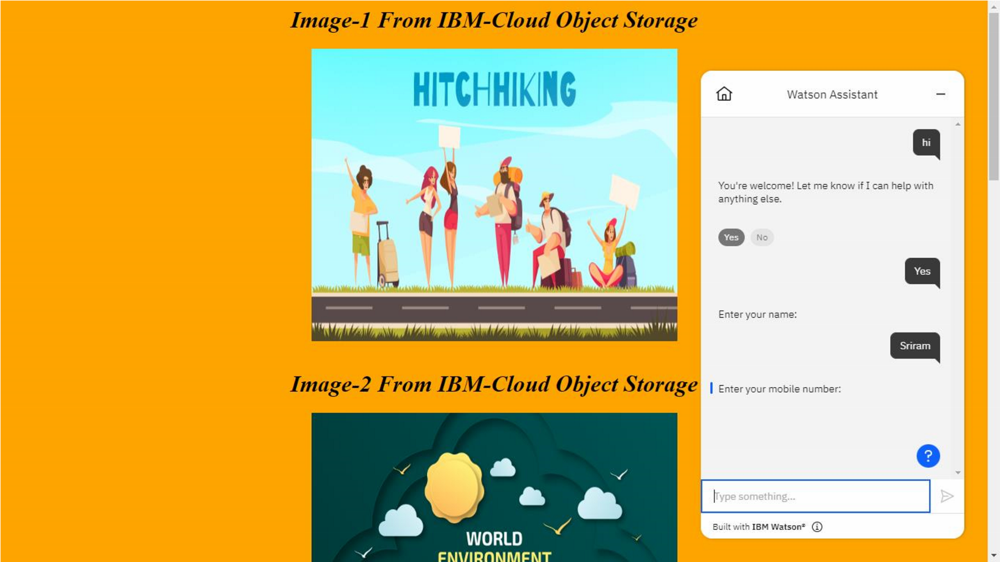 Image-1 From IBM-Cloud Object Storage
HITCHHIKING
Image-2 From IBM-Cloud Object Storage
WORLD
ENVIRONMENT
Watson Assistant
hi
You're welcome! Let me know if I can help with
anything else.
Yes No
Yes
Enter your name:
Sriram
Enter your mobile number:
?
Type something...
Built with IBM Watson®